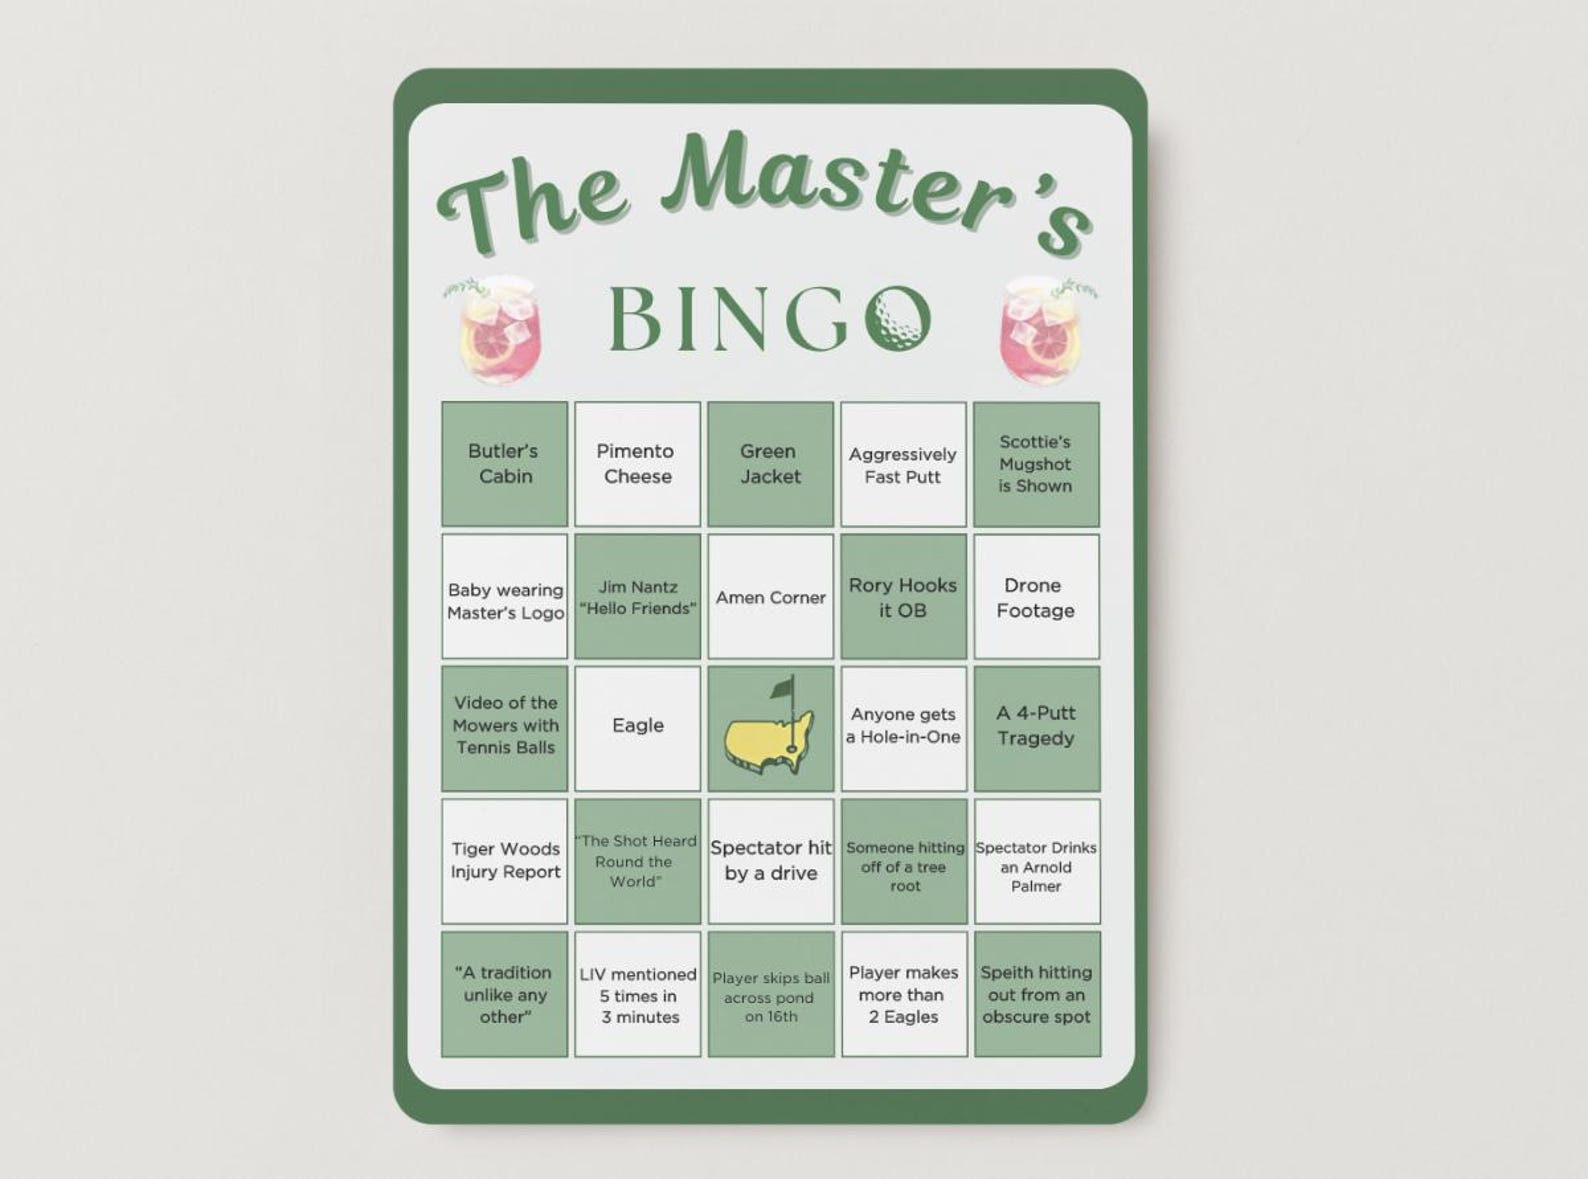 The Master's
BINGO
Butler's
Cabin
Pimento
Cheese
Green
Jacket
Aggressively
Fast Putt
Scottie's
Mugshot
is Shown
Baby wearing
Master's Logo
Jim Nantz
"Hello Friends"
Amen Corner
Rory Hooks
it OB
Drone
Footage
Video of the
Mowers with
Tennis Balls
Eagle
Anyone gets
a Hole-in-One
A 4-Putt
Tragedy
Tiger Woods
Injury Report
"The Shot Heard
Round the
World"
Spectator hit
by a drive
Someone hitting
off of a tree
root
Spectator Drinks
an Arnold
Palmer
"A tradition
unlike any
other"
LIV mentioned
5 times in
3 minutes
Player skips ball
across pond
on 16th
Player makes
more than
2 Eagles
Speith hitting
out from an
obscure spot